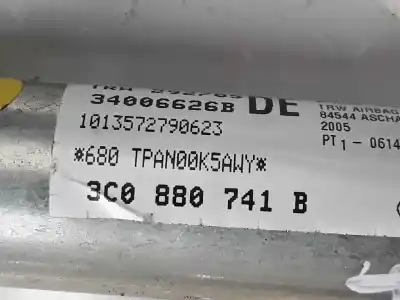 34006626B DE
1013572790623
*680 TPAN00K5AWY*
3C0 880 741 B
TRW AIRBAG
84544 ASCHA
2005
PT1 - 0614